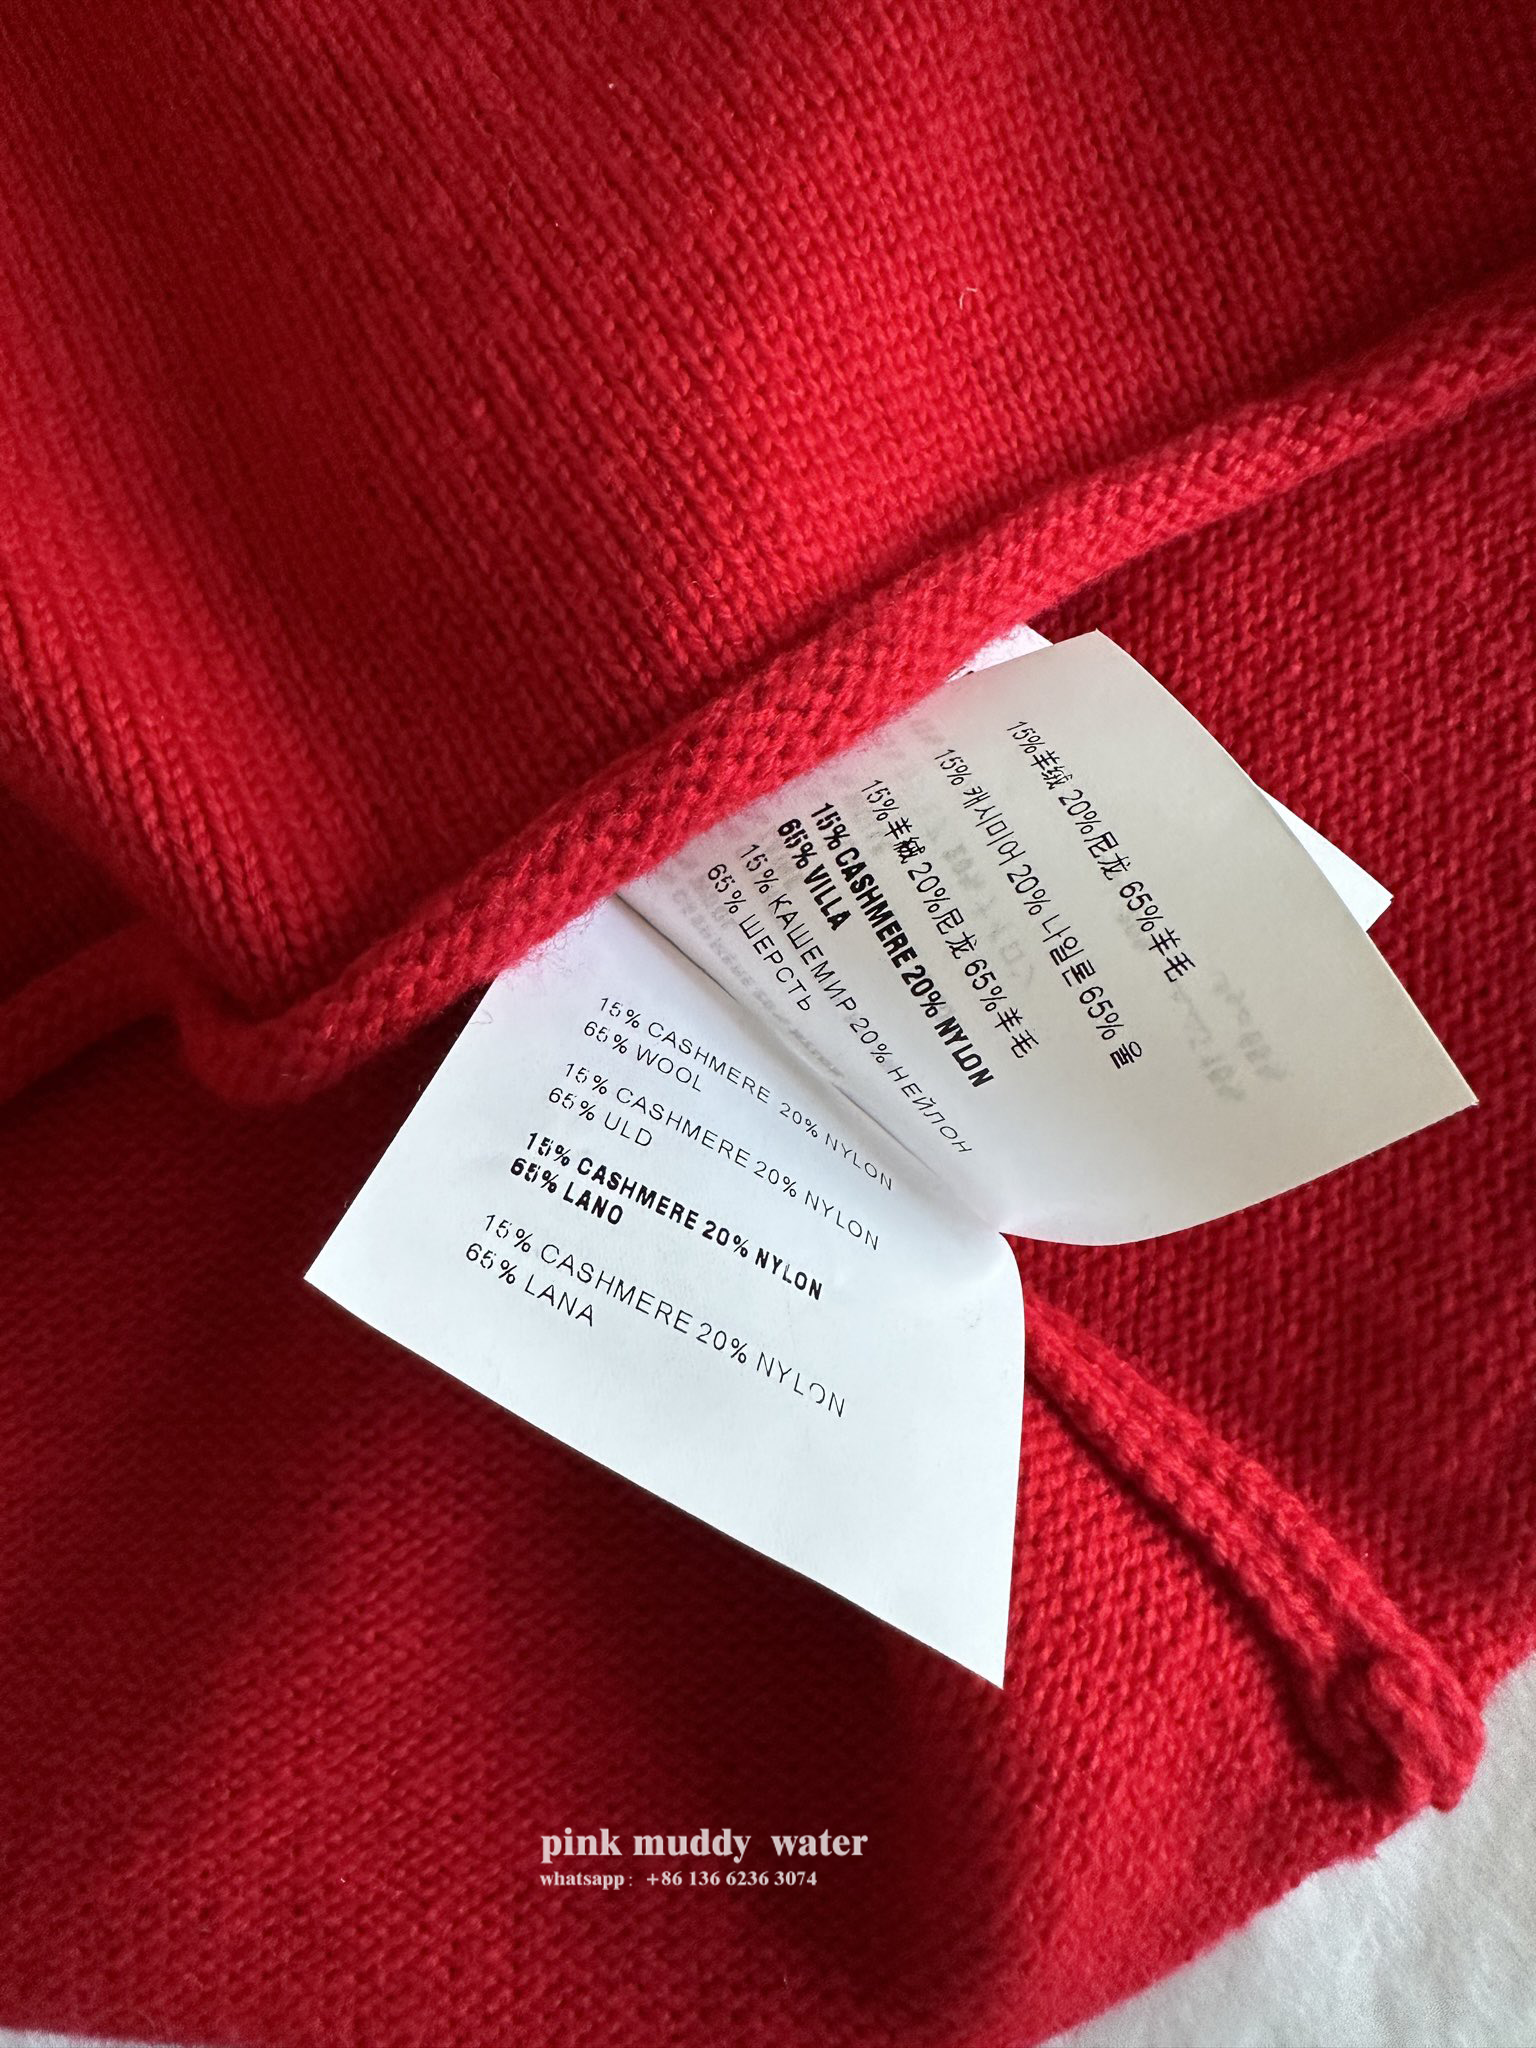 15% CASHMERE 20% NYLON
65% WOOL
15% CASHMERE 20% NYLON
65% ULD
15% CASHMERE 20% NYLON
65% LANO
15% CASHMERE 20% NYLON
65% LANA
15%羊绒 20%尼龙 65%羊毛
15% 캐시미어 20% 나일론 65% 울
15%羊絨 20%尼龙 65%羊毛
15% CASHMERE 20% NYLON
65% VILLA
15% КАШЕМИР 20% НЕЙЛОН
65% ШЕРСТЬ
pink muddy water
whatsapp: +86 136 6236 3074